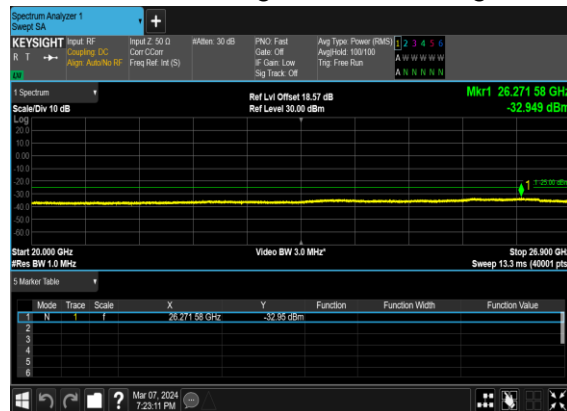 Spectrum Analyzer 1
Swept SA
KEYSIGHT Input: RF Input Z: 50 Ω #Atten: 30 dB PNO: Fast Avg Type: Power (RMS) 1 2 3 4 5 6
R T Coupling: DC Corr CCorr Gate: Off Avg|Hold: 100/100 A W W W W W
Align: Auto/No RF Freq Ref: Int (S) IF Gain: Low Trig: Free Run
LXI Sig Track: Off A N N N N N
1 Spectrum Ref Lvl Offset 18.57 dB Mkr1 26.271 58 GHz
Scale/Div 10 dB Ref Level 30.00 dBm -32.949 dBm
Log
20.0
10.0
0.00
-10.0
-20.0
-30.0
-40.0
-50.0
-60.0
1
-25.00 dBm
Start 20.000 GHz Video BW 3.0 MHz* Stop 26.900 GHz
#Res BW 1.0 MHz Sweep 13.3 ms (40001 pts
5 Marker Table
Mode Trace Scale X Y Function Function Width Function Value
1 N 1 f 26.271 58 GHz -32.95 dBm
2
3
4
5
6
? Mar 07, 2024
7:23:11 PM